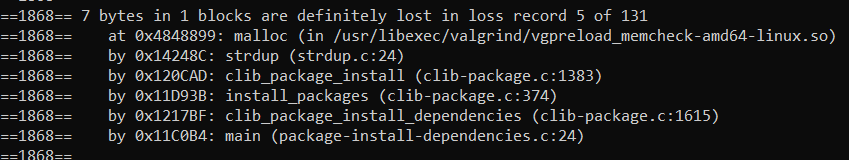 ==1868== 7 bytes in 1 blocks are definitely lost in loss record 5 of 131
==1868==    at 0x4848899: malloc (in /usr/libexec/valgrind/vgpreload_memcheck-amd64-linux.so)
==1868==    by 0x14248C: strdup (strdup.c:24)
==1868==    by 0x120CAD: clib_package_install (clib-package.c:1383)
==1868==    by 0x11D93B: install_packages (clib-package.c:374)
==1868==    by 0x1217BF: clib_package_install_dependencies (clib-package.c:1615)
==1868==    by 0x11C0B4: main (package-install-dependencies.c:24)
==1868==